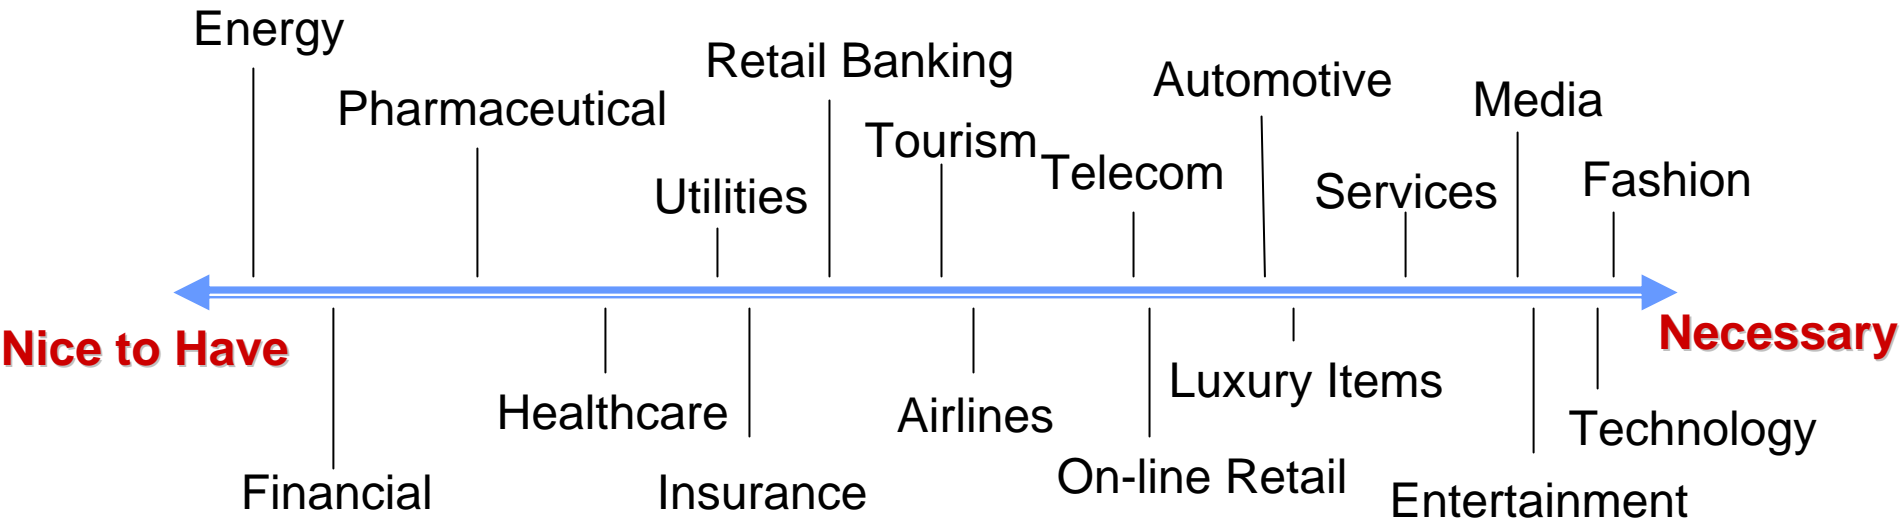 Energy
Retail Banking
Automotive
Media
Pharmaceutical
Tourism
Telecom
Fashion
Utilities
Services
Nice to Have
Necessary
Luxury Items
Healthcare
Airlines
Technology
Financial
Insurance
On-line Retail
Entertainment